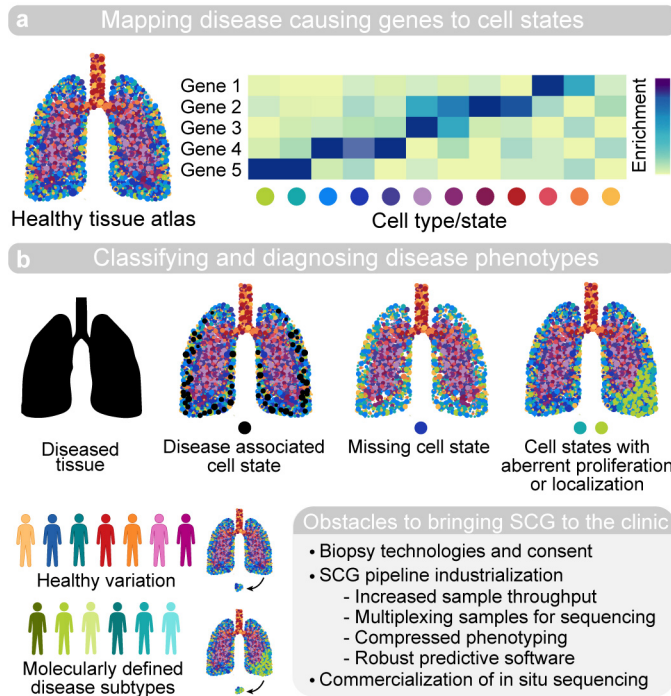 a Mapping disease causing genes to cell states
Gene 1
Gene 2
Gene 3
Gene 4
Gene 5
Enrichment
Healthy tissue atlas
Cell type/state
b Classifying and diagnosing disease phenotypes
Diseased
tissue
Disease associated
cell state
Missing cell state
Cell states with
aberrent proliferation
or localization
Healthy variation
Molecularly defined
disease subtypes
Obstacles to bringing SCG to the clinic
• Biopsy technologies and consent
• SCG pipeline industrialization
- Increased sample throughput
- Multiplexing samples for sequencing
- Compressed phenotyping
- Robust predictive software
• Commercialization of in situ sequencing